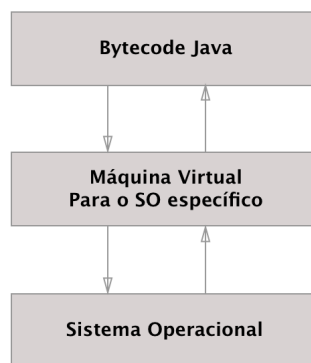 Bytecode Java
Máquina Virtual
Para o SO específico
Sistema Operacional